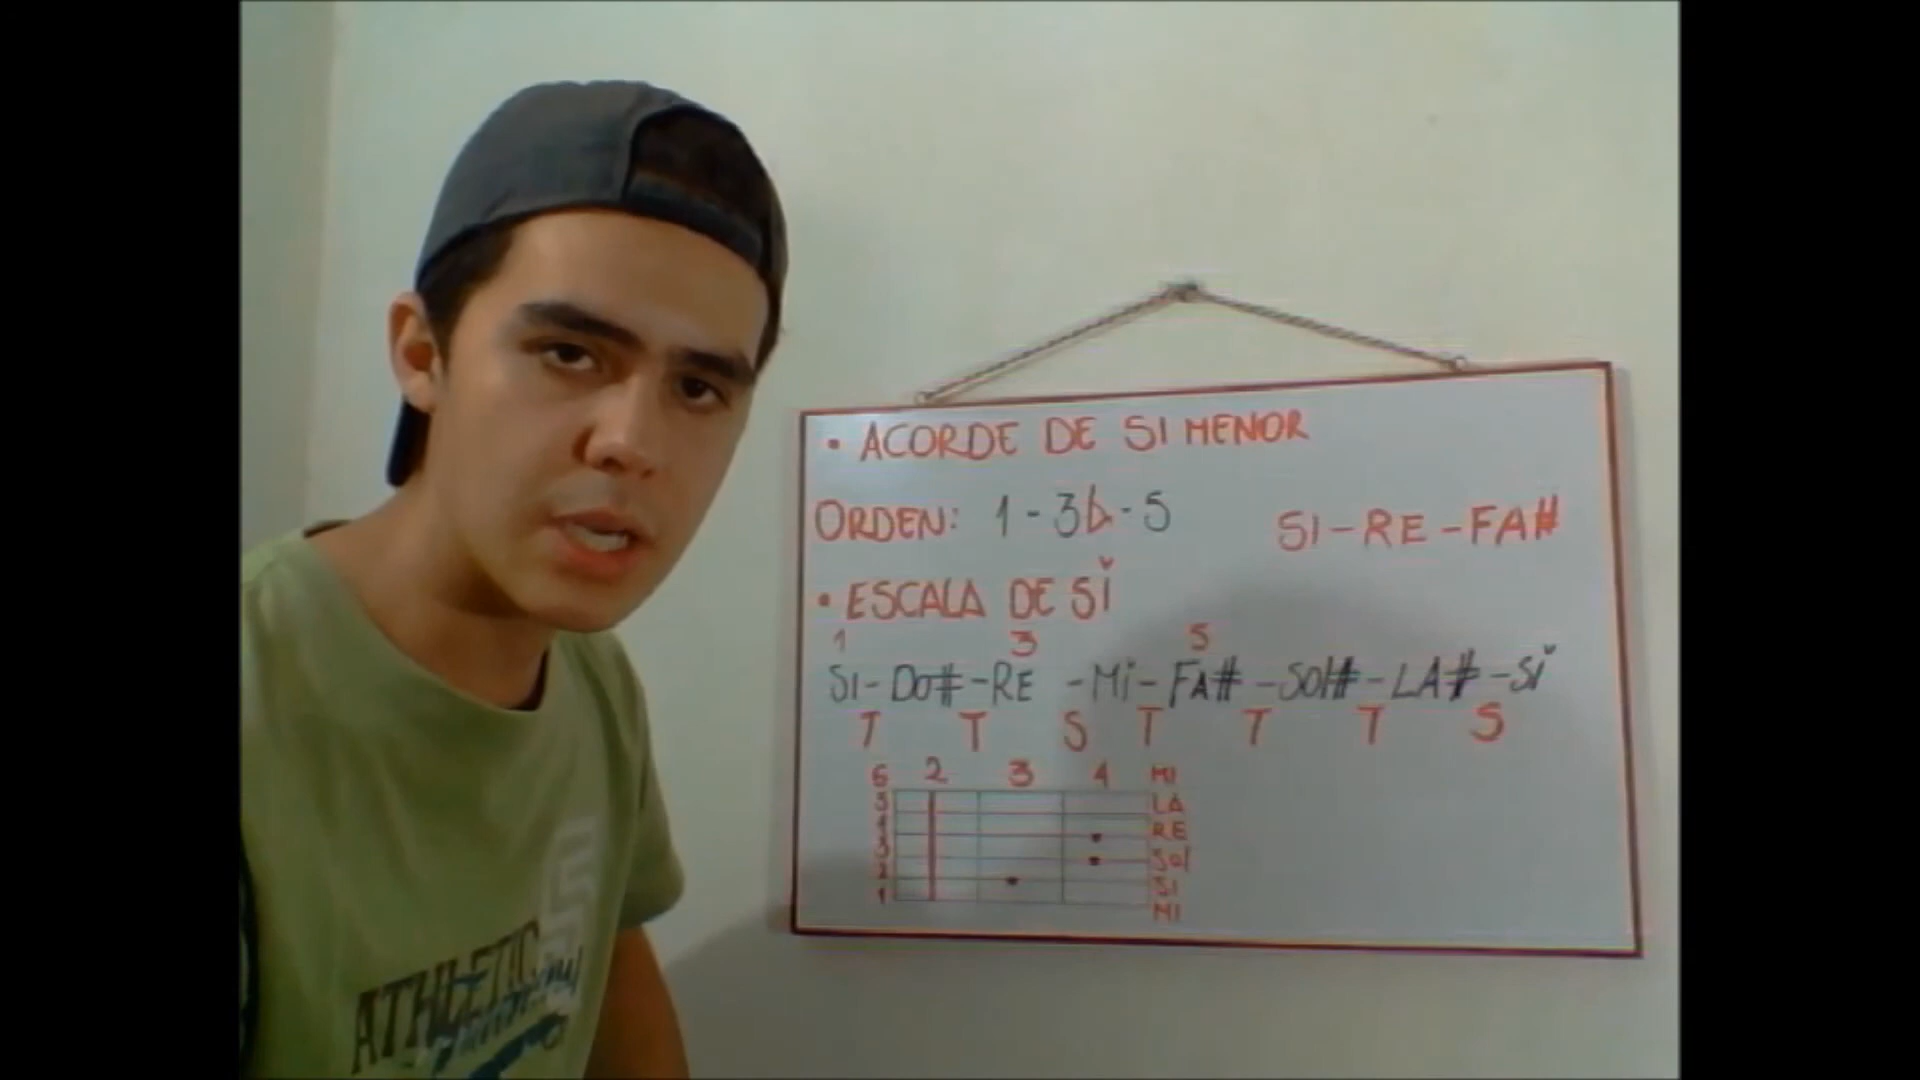 • ACORDE DE SI MENOR
ORDEN: 1 - 3b - 5
SI - RE - FA#
• ESCALA DE Si
1 3 5
SI - DO# - RE - Mi - FA# - SOl# - LA# - Si
T T S T T T S
6 2 3 4 MI
5 LA
4 RE
3 Sol
2 SI
1 MI
ATHLETIC